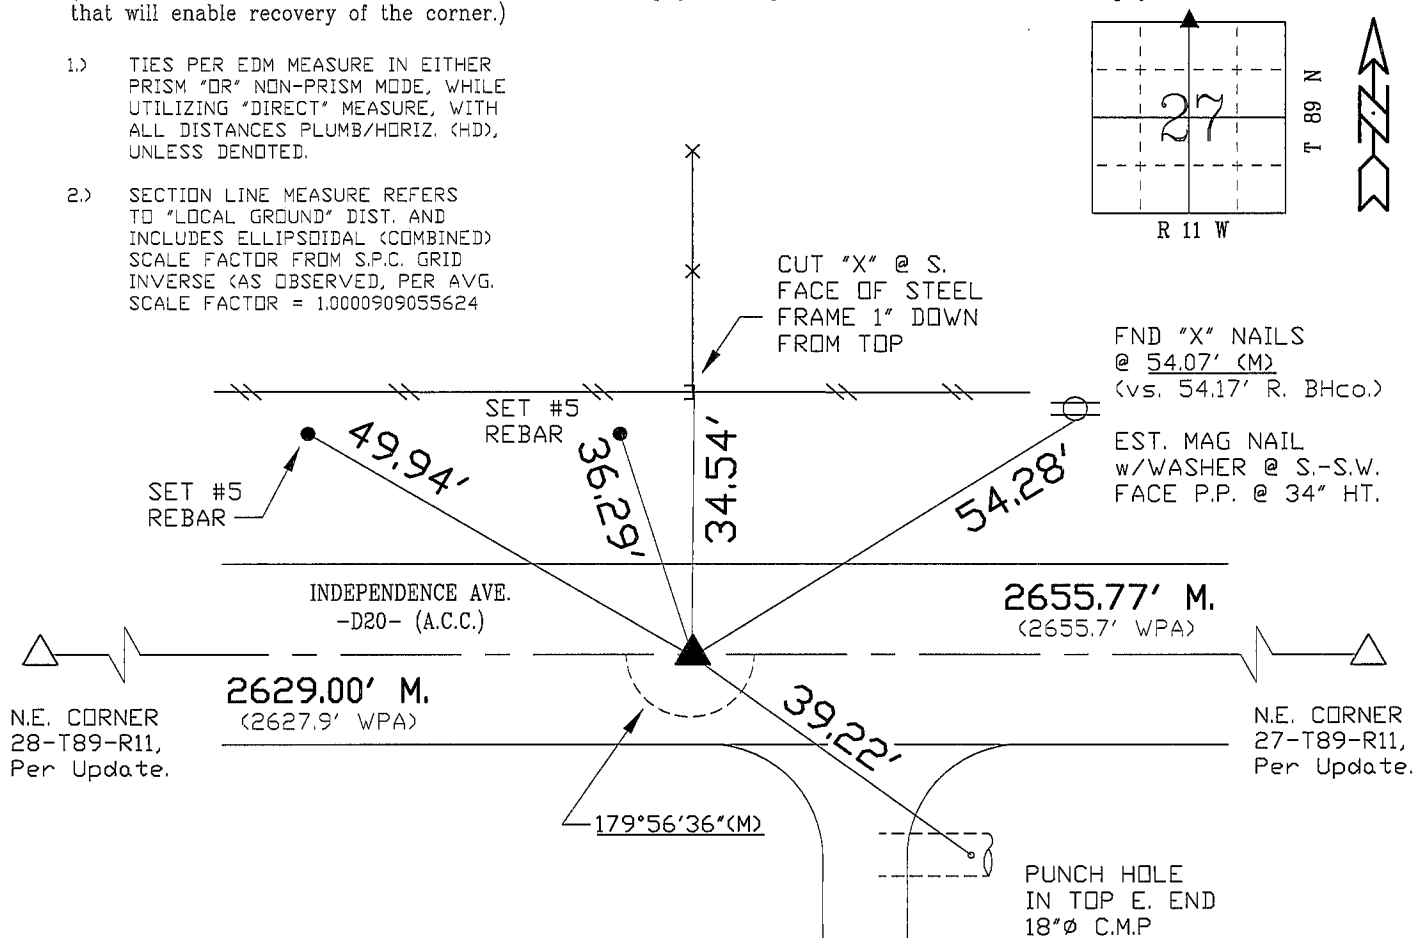 that will enable recovery of the corner.)
1.) TIES PER EDM MEASURE IN EITHER
PRISM "OR" NON-PRISM MODE, WHILE
UTILIZING "DIRECT" MEASURE, WITH
ALL DISTANCES PLUMB/HORIZ. (HD),
UNLESS DENOTED.
2.) SECTION LINE MEASURE REFERS
TO "LOCAL GROUND" DIST. AND
INCLUDES ELLIPSOIDAL (COMBINED)
SCALE FACTOR FROM S.P.C. GRID
INVERSE (AS OBSERVED, PER AVG.
SCALE FACTOR = 1.0000909055624
27
T 89 N
R 11 W
N
CUT "X" @ S.
FACE OF STEEL
FRAME 1" DOWN
FROM TOP
FND "X" NAILS
@ 54.07' (M)
(vs. 54.17' R. BHco.)
EST. MAG NAIL
w/WASHER @ S.-S.W.
FACE P.P. @ 34" HT.
SET #5
REBAR
SET #5
REBAR
49.94'
36.29'
34.54'
54.28'
INDEPENDENCE AVE.
-D20- (A.C.C.)
2655.77' M.
(2655.7' WPA)
2629.00' M.
(2627.9' WPA)
39.22'
N.E. CORNER
28-T89-R11,
Per Update.
N.E. CORNER
27-T89-R11,
Per Update.
179°56'36"(M)
PUNCH HOLE
IN TOP E. END
18"ø C.M.P